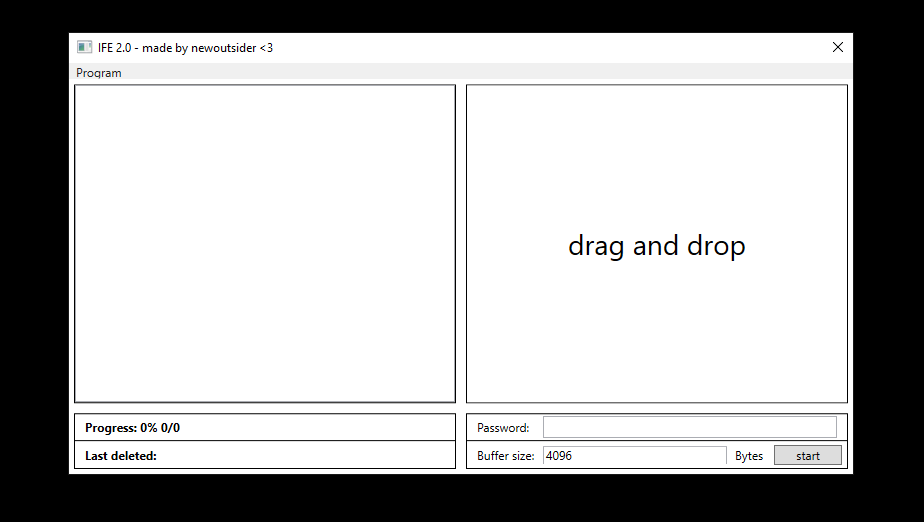 IFE 2.0 - made by newoutsider <3
Program
drag and drop
Progress: 0% 0/0
Last deleted:
Password:
Buffer size: 4096 Bytes start